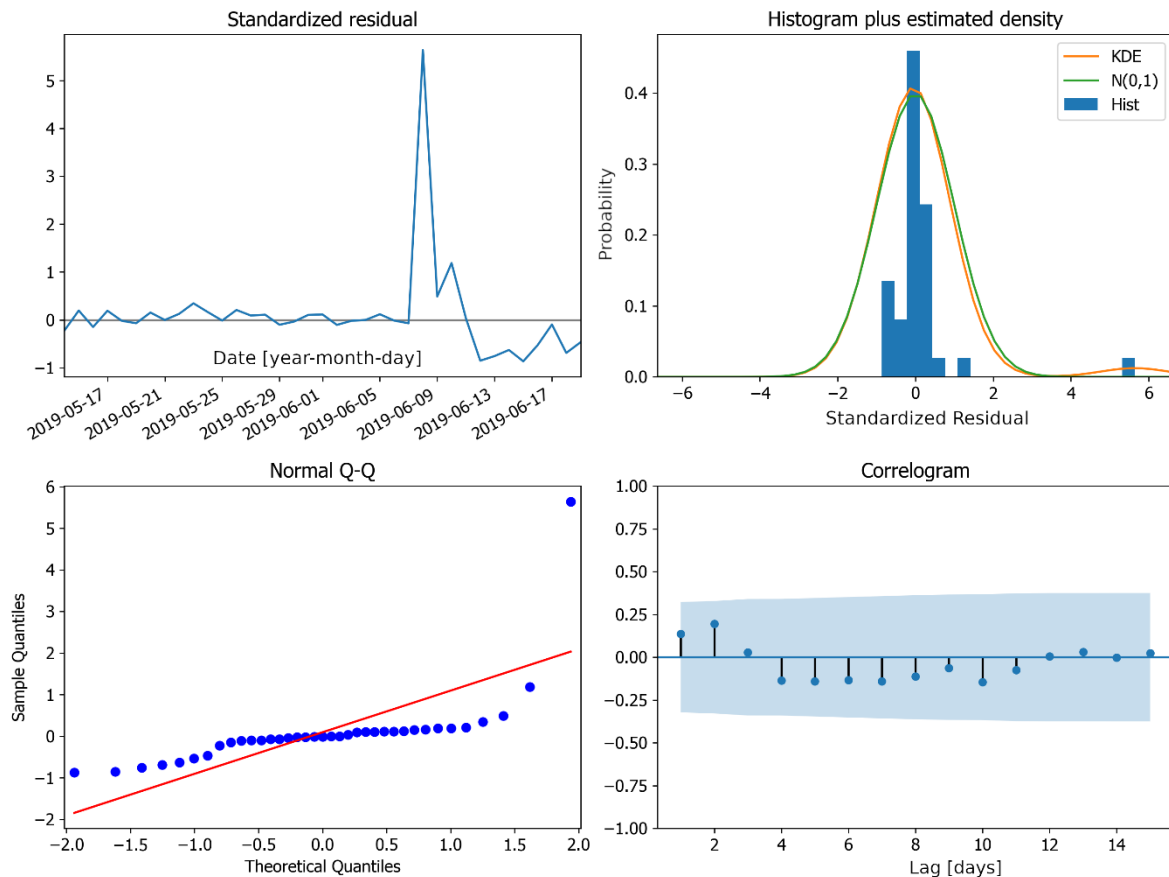 Standardized residual
5
4
3
2
1
0
−1
Date [year-month-day]
2019-05-17
2019-05-21
2019-05-25
2019-05-29
2019-06-01
2019-06-05
2019-06-09
2019-06-13
2019-06-17
Histogram plus estimated density
KDE
N(0,1)
Hist
Probability
0.4
0.3
0.2
0.1
0.0
−6 −4 −2 0 2 4 6
Standardized Residual
Normal Q-Q
Sample Quantiles
6
5
4
3
2
1
0
−1
−2
−2.0 −1.5 −1.0 −0.5 0.0 0.5 1.0 1.5 2.0
Theoretical Quantiles
Correlogram
1.00
0.75
0.50
0.25
0.00
−0.25
−0.50
−0.75
−1.00
2 4 6 8 10 12 14
Lag [days]